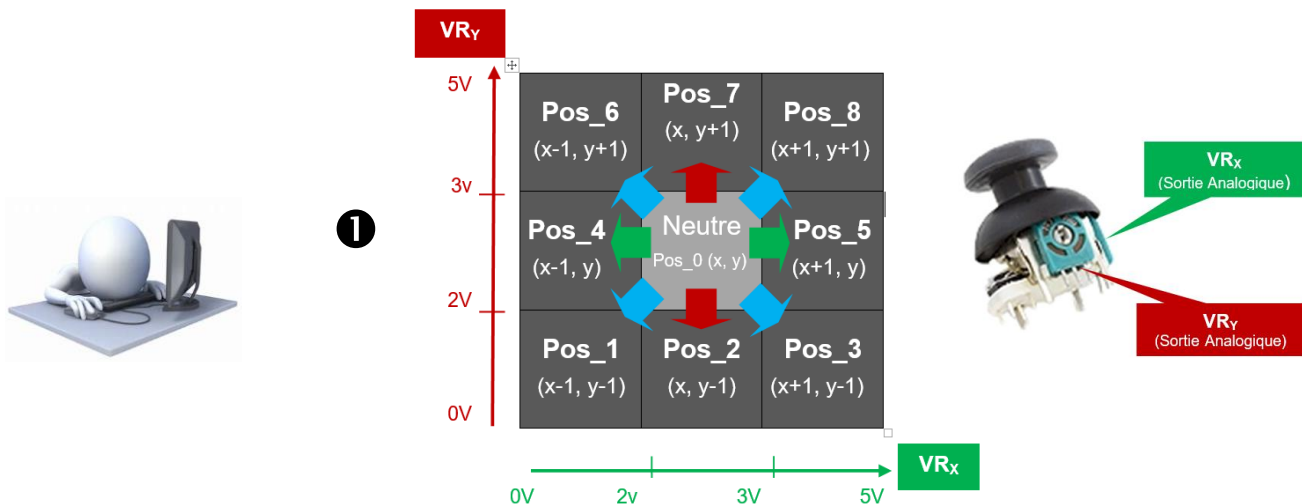 VRY
5V
3v
2V
0V
❶
Pos_6
(x-1, y+1)
Pos_7
(x, y+1)
Pos_8
(x+1, y+1)
Pos_4
(x-1, y)
Neutre
Pos_0 (x, y)
Pos_5
(x+1, y)
Pos_1
(x-1, y-1)
Pos_2
(x, y-1)
Pos_3
(x+1, y-1)
0V 2v 3V 5V
VRX
VRX
(Sortie Analogique)
VRY
(Sortie Analogique)